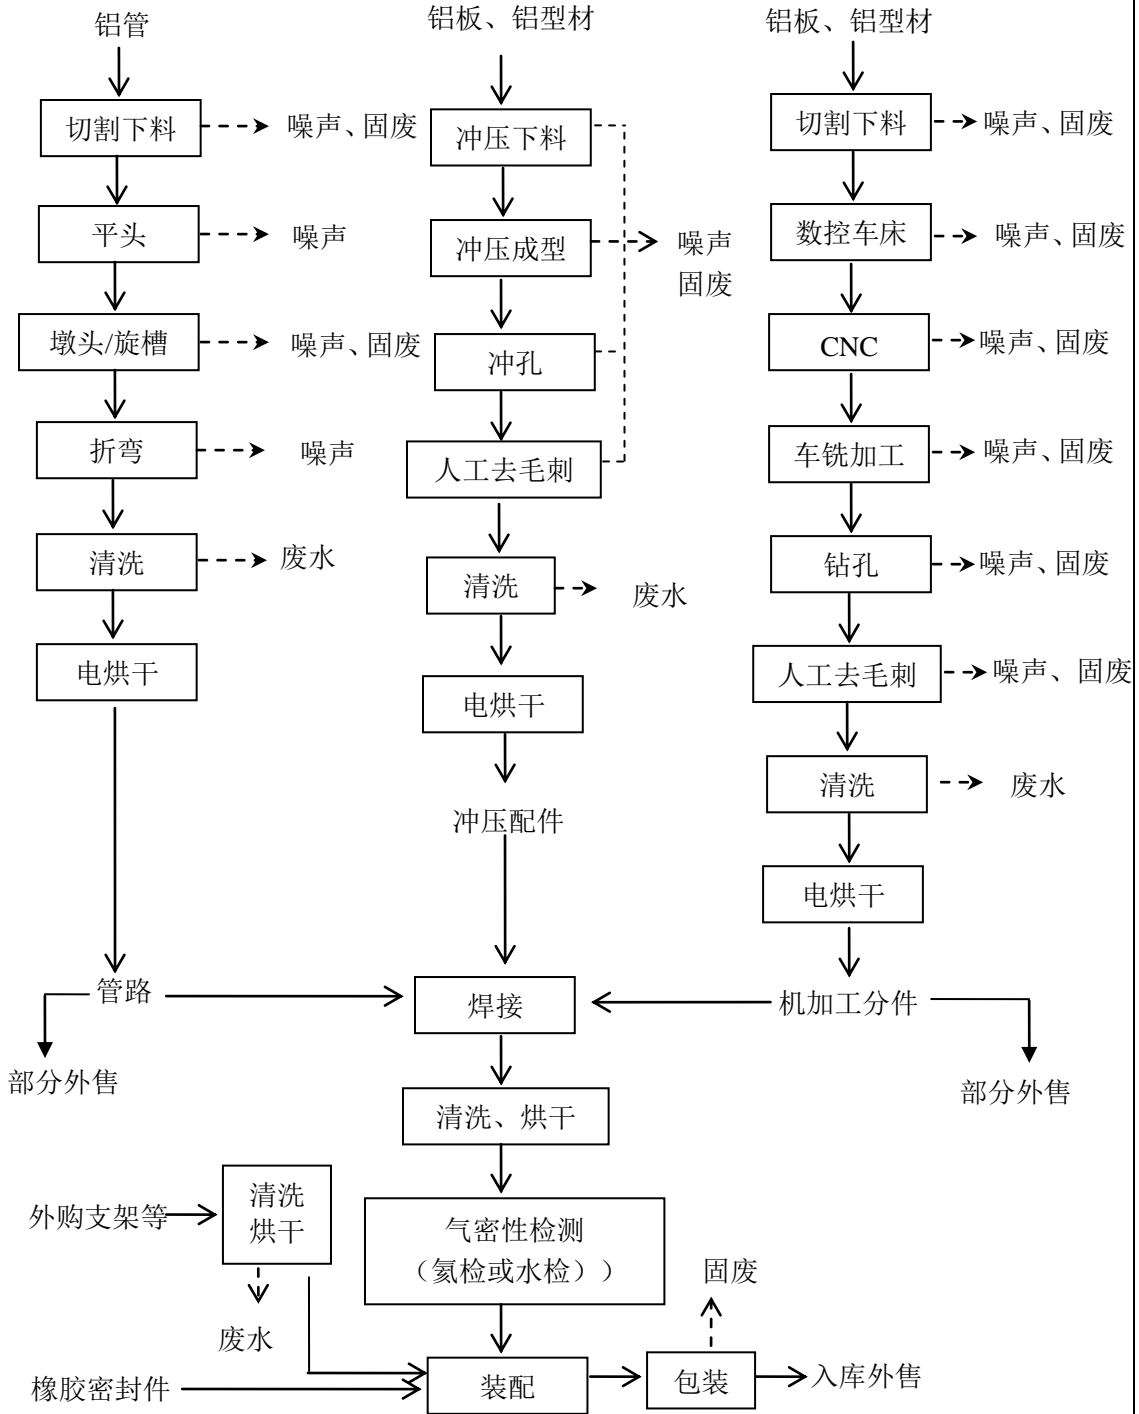 铝管
切割下料
噪声、固废
平头
噪声
墩头/旋槽
噪声、固废
折弯
噪声
清洗
废水
电烘干
管路
部分外售
铝板、铝型材
冲压下料
冲压成型
噪声
固废
冲孔
人工去毛刺
清洗
废水
电烘干
冲压配件
铝板、铝型材
切割下料
噪声、固废
数控车床
噪声、固废
CNC
噪声、固废
车铣加工
噪声、固废
钻孔
噪声、固废
人工去毛刺
噪声、固废
清洗
废水
电烘干
机加工分件
部分外售
焊接
清洗、烘干
气密性检测
（氦检或水检））
外购支架等
清洗
烘干
废水
橡胶密封件
装配
包装
固废
入库外售